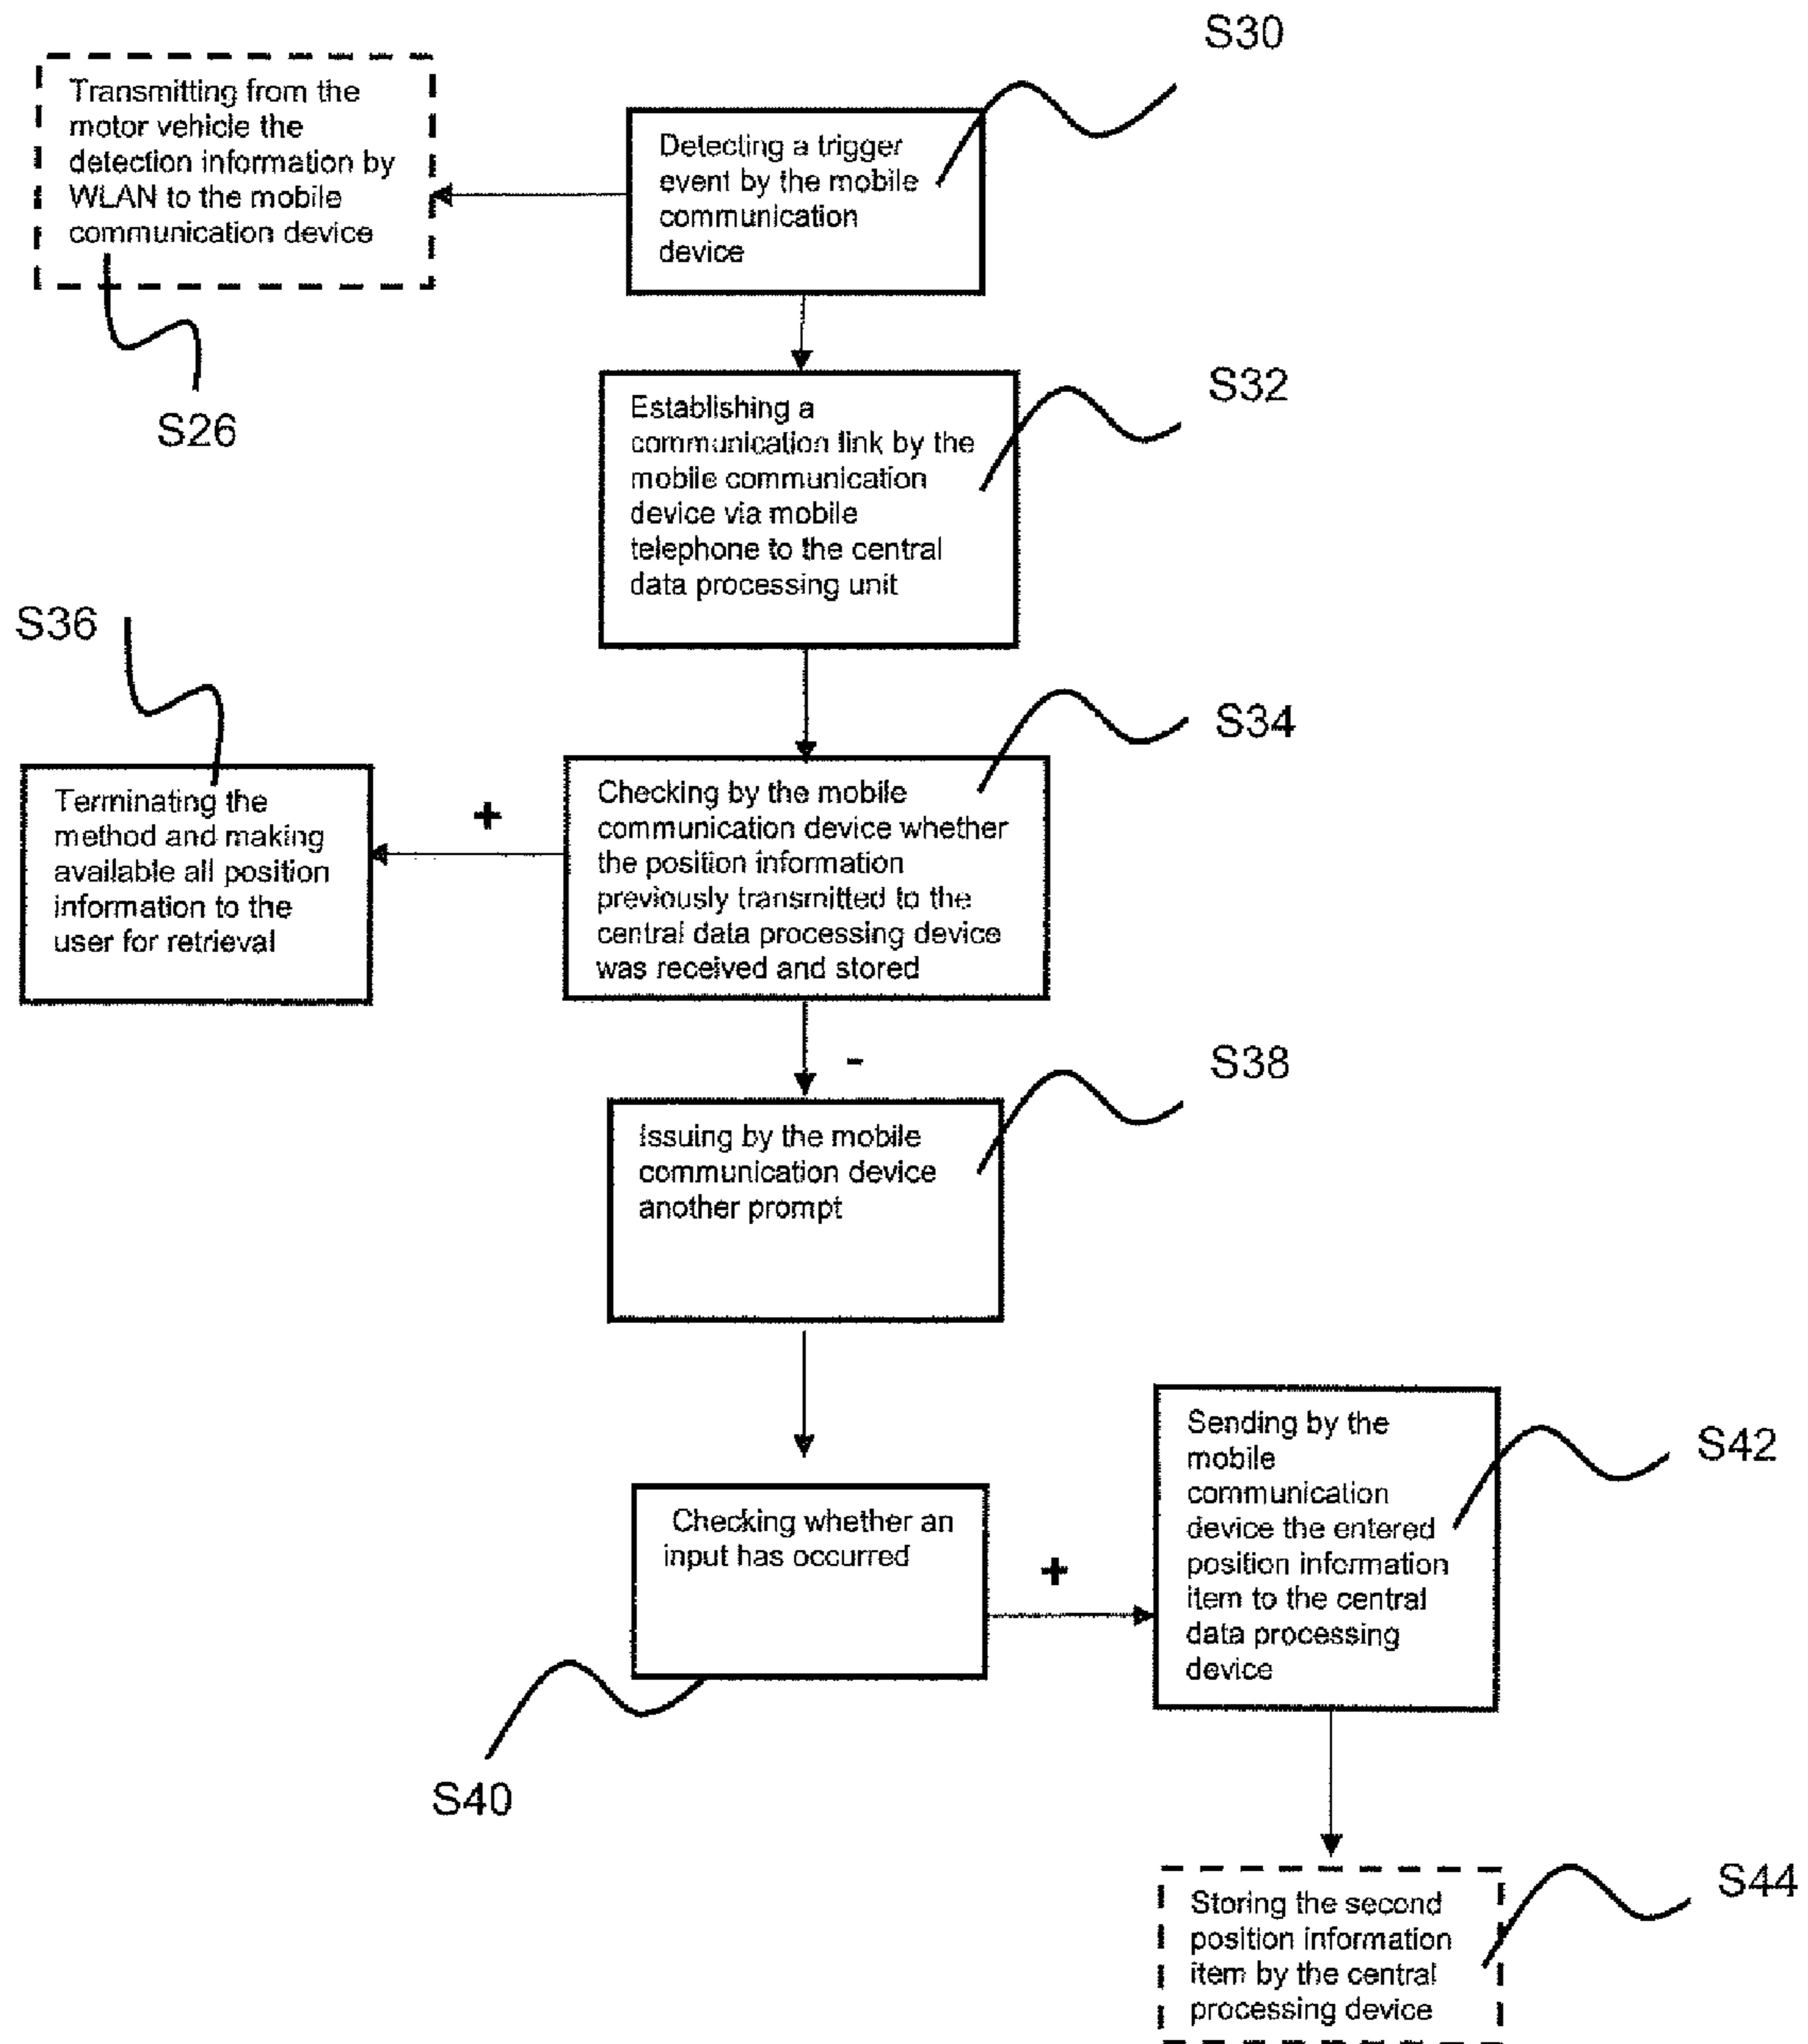 S30
Transmitting from the
motor vehicle the
detection information by
WLAN to the mobile
communication device
S26
Detecting a trigger
event by the mobile
communication
device
Establishing a
communication link by the
mobile communication
device via mobile
telephone to the central
data processing unit
S32
S36
Terminating the
method and making
available all position
information to the
user for retrieval
+
Checking by the mobile
communication device whether
the position information
previously transmitted to the
central data processing device
was received and stored
S34
-
Issuing by the mobile
communication device
another prompt
S38
Checking whether an
input has occurred
S40
+
Sending by the
mobile
communication
device the entered
position information
item to the central
data processing
device
S42
Storing the second
position information
item by the central
processing device
S44